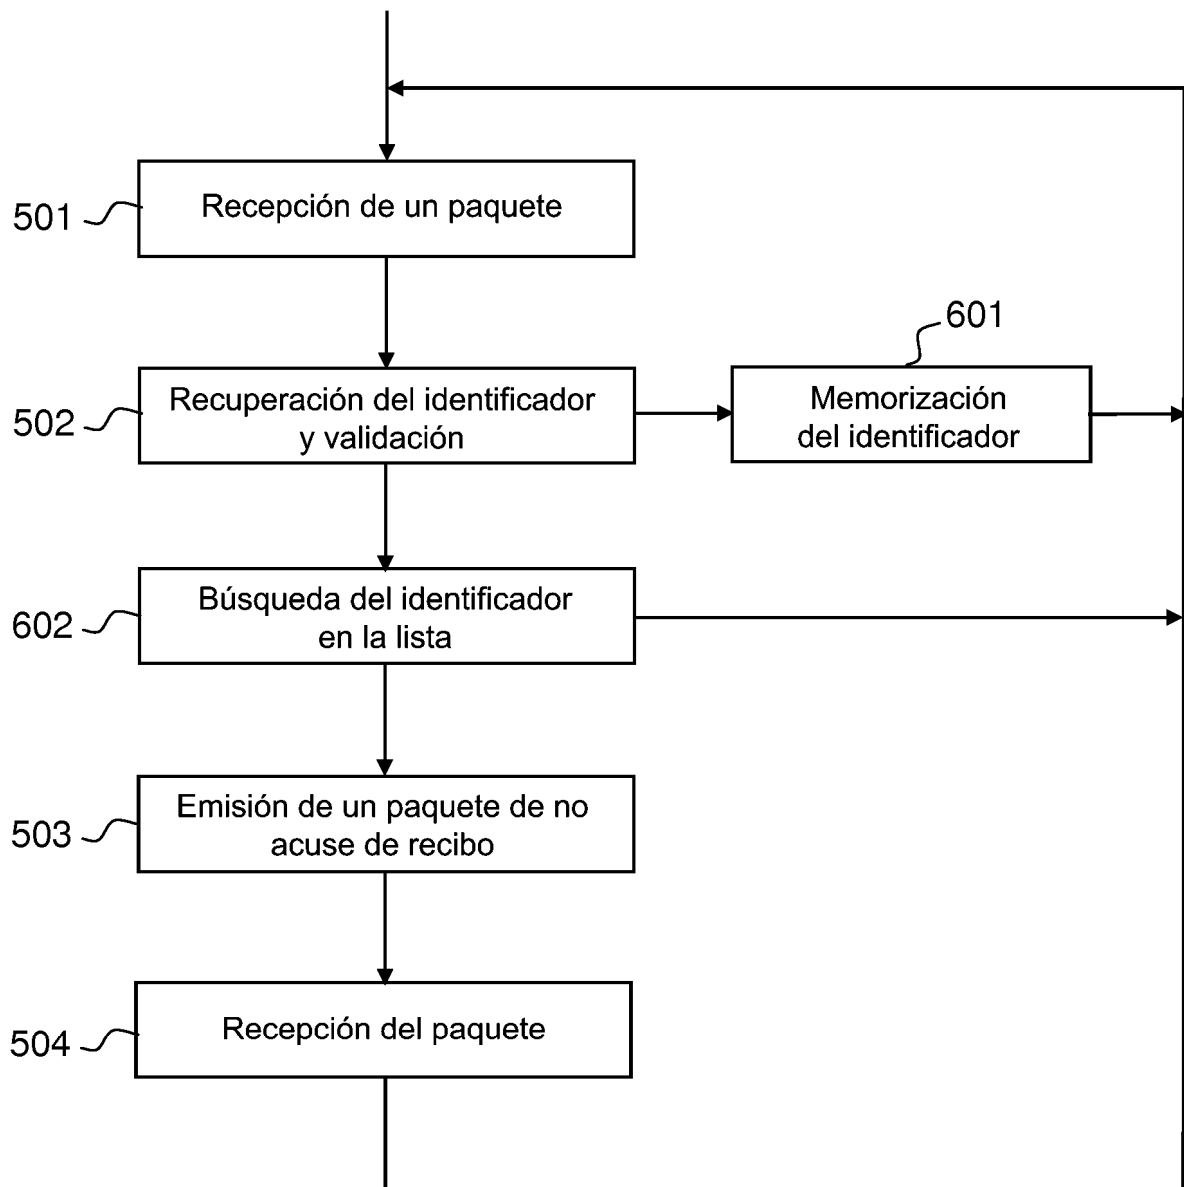 501
Recepción de un paquete
601
502
Recuperación del identificador
y validación
Memorización
del identificador
602
Búsqueda del identificador
en la lista
503
Emisión de un paquete de no
acuse de recibo
504
Recepción del paquete